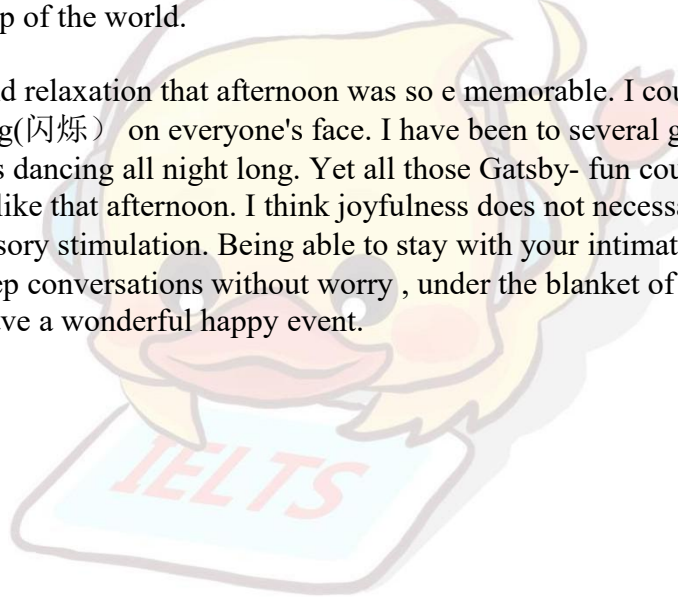 p of the world.
d relaxation that afternoon was so e memorable. I cou
g(闪烁） on everyone's face. I have been to several g
s dancing all night long. Yet all those Gatsby- fun cou
like that afternoon. I think joyfulness does not necessa
sory stimulation. Being able to stay with your intimat
ep conversations without worry , under the blanket of
ve a wonderful happy event.
IELTS